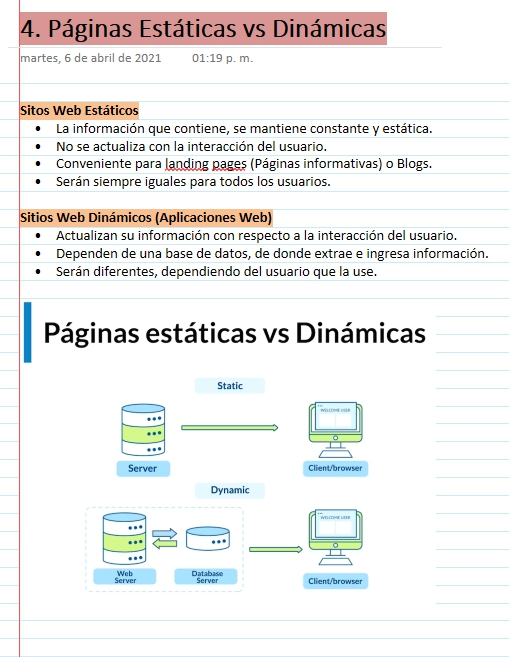 4. Páginas Estáticas vs Dinámicas
martes, 6 de abril de 2021 01:19 p. m.
Sitos Web Estáticos
• La información que contiene, se mantiene constante y estática.
• No se actualiza con la interacción del usuario.
• Conveniente para landing pages (Páginas informativas) o Blogs.
• Serán siempre iguales para todos los usuarios.
Sitios Web Dinámicos (Aplicaciones Web)
• Actualizan su información con respecto a la interacción del usuario.
• Dependen de una base de datos, de donde extrae e ingresa información.
• Serán diferentes, dependiendo del usuario que la use.
Páginas estáticas vs Dinámicas
Static
WELCOME USER
Server
Client/browser
Dynamic
WELCOME USER
Web
Server
Database
Server
Client/browser